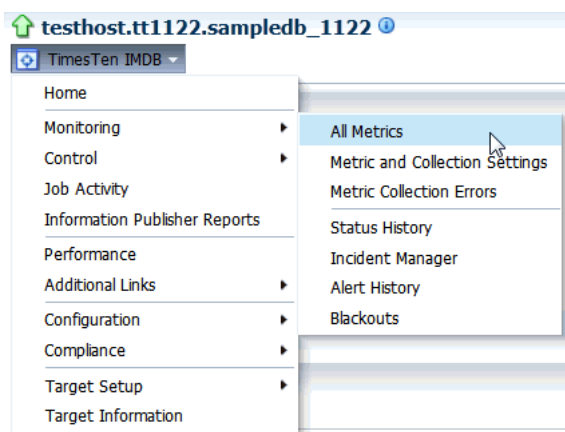 testhost.tt1122.sampledb_1122
TimesTen IMDB
Home
Monitoring
Control
Job Activity
Information Publisher Reports
Performance
Additional Links
Configuration
Compliance
Target Setup
Target Information
All Metrics
Metric and Collection Settings
Metric Collection Errors
Status History
Incident Manager
Alert History
Blackouts